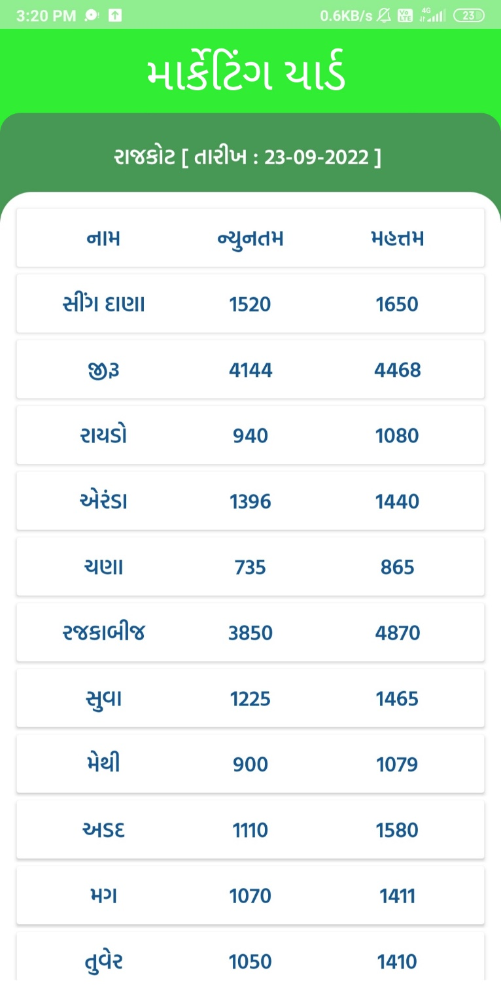 3:20 PM 0.6KB/s Vo LTE 4G 23
માર્કેટિંગ યાર્ડ
રાજકોટ [ તારીખ : 23-09-2022 ]
નામ ન્યુનતમ મહત્તમ
સીંગ દાણા 1520 1650
જીરૂ 4144 4468
રાયડો 940 1080
એરંડા 1396 1440
ચણા 735 865
રજકાબીજ 3850 4870
સુવા 1225 1465
મેથી 900 1079
અડદ 1110 1580
મગ 1070 1411
તુવેર 1050 1410